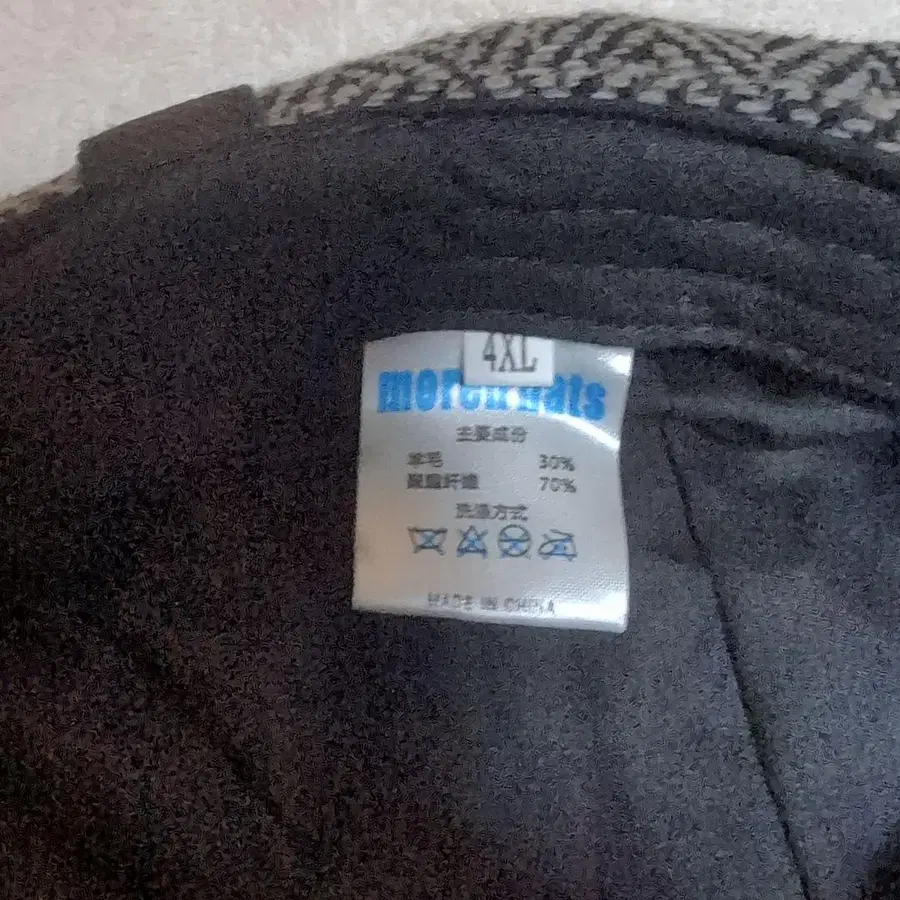 4XL
主要成份
羊毛 30%
聚酯纤维 70%
洗涤方式
MADE IN CHINA